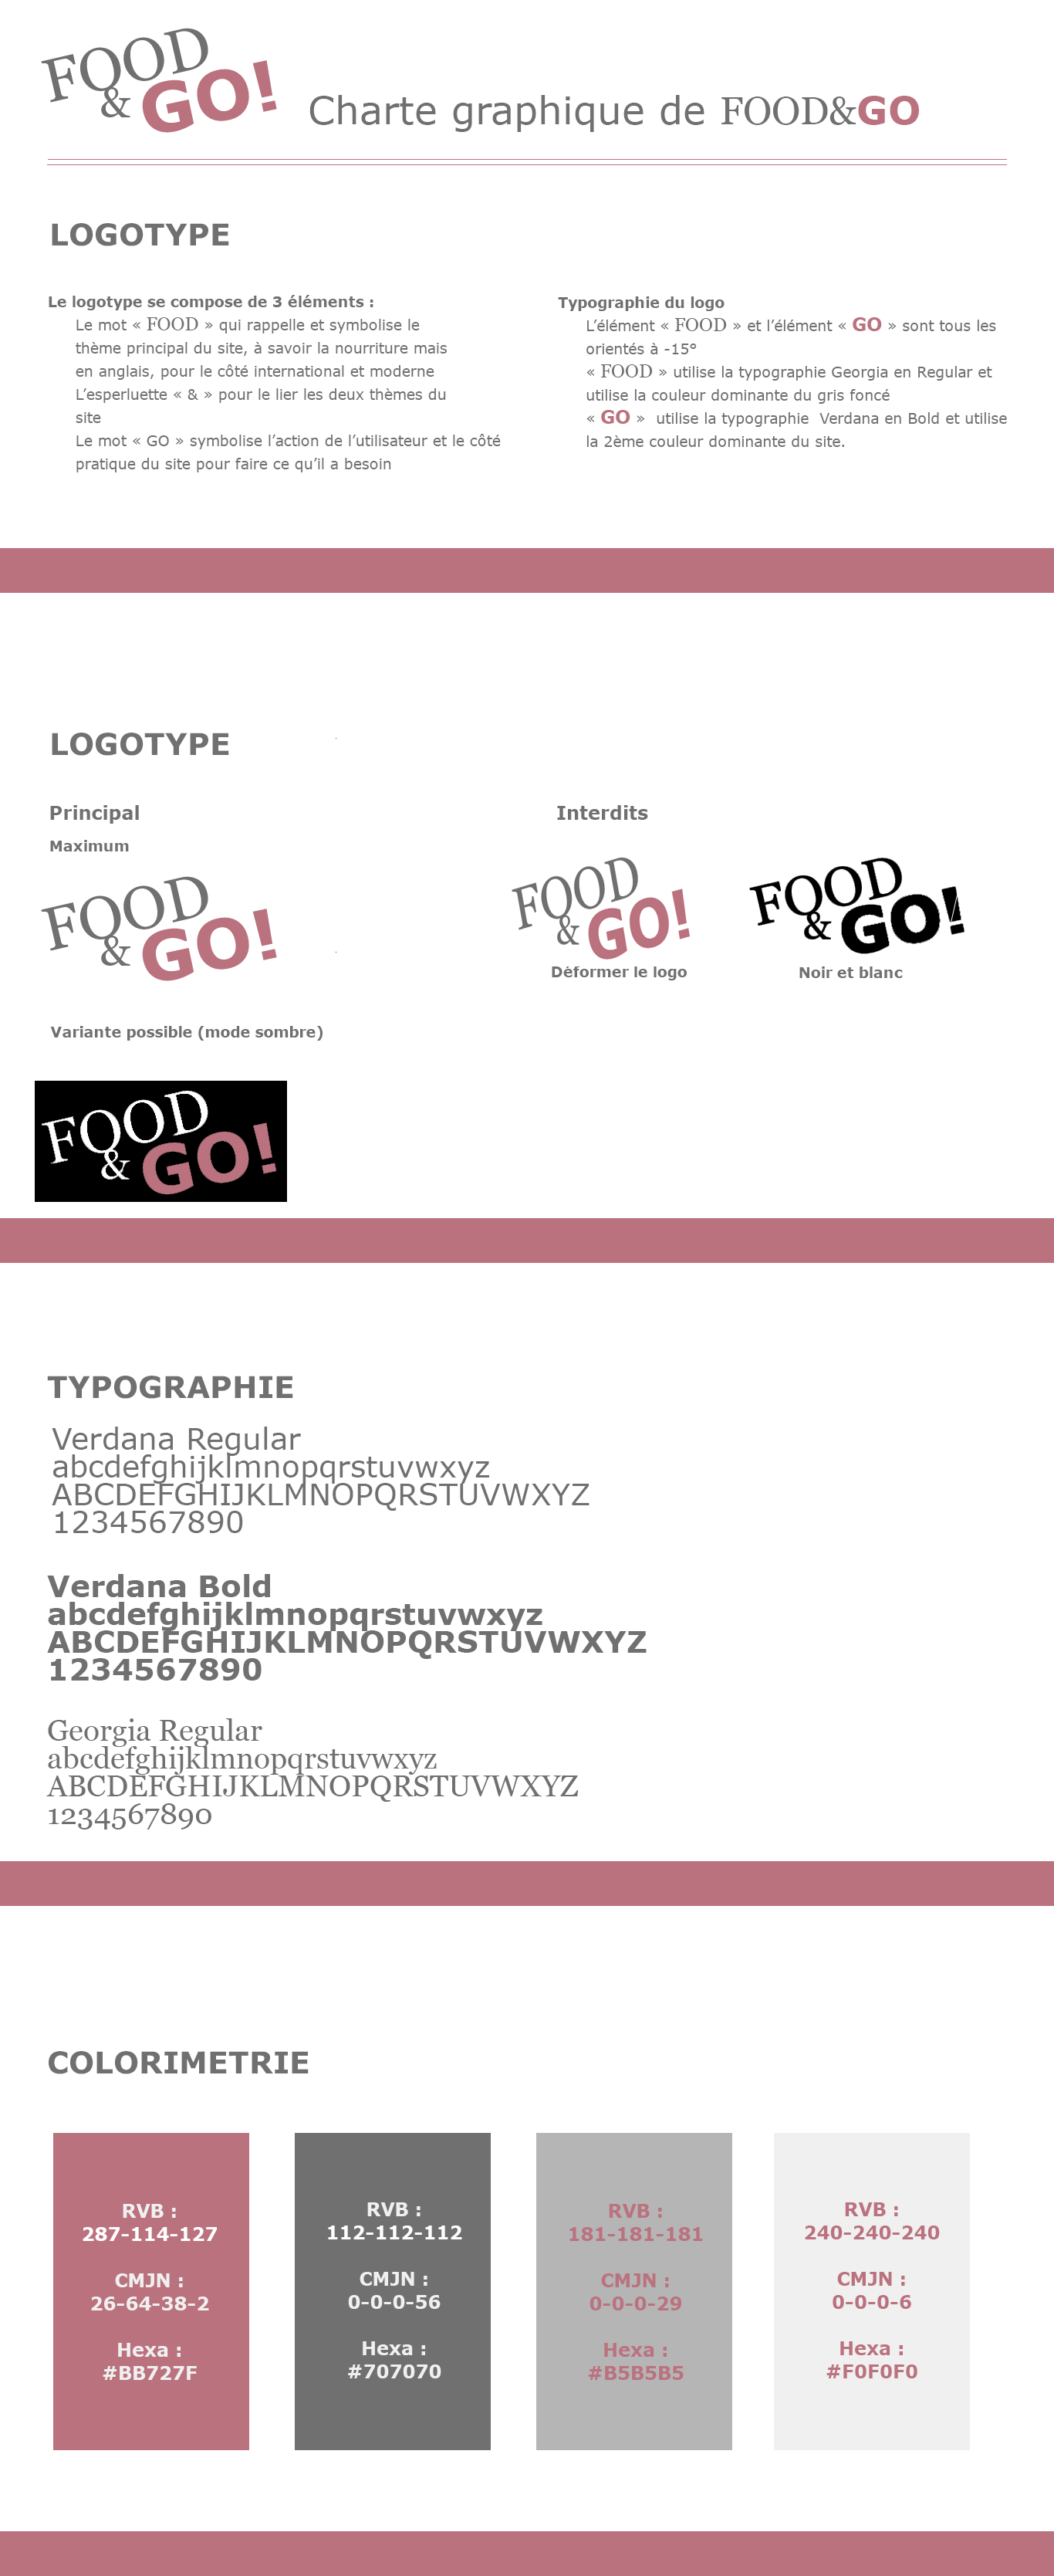 FOOD
& GO!
Charte graphique de FOOD&GO
LOGOTYPE
Le logotype se compose de 3 éléments :
Le mot « FOOD » qui rappelle et symbolise le
thème principal du site, à savoir la nourriture mais
en anglais, pour le côté international et moderne
L’esperluette « & » pour le lier les deux thèmes du
site
Le mot « GO » symbolise l’action de l’utilisateur et le côté
pratique du site pour faire ce qu’il a besoin
Typographie du logo
L’élément « FOOD » et l’élément « GO » sont tous les
orientés à -15°
« FOOD » utilise la typographie Georgia en Regular et
utilise la couleur dominante du gris foncé
« GO »  utilise la typographie  Verdana en Bold et utilise
la 2ème couleur dominante du site.
LOGOTYPE
Principal
Maximum
FOOD
& GO!
Variante possible (mode sombre)
FOOD
& GO!
Interdits
FOOD
& GO!
Déformer le logo
FOOD
& GO!
Noir et blanc
TYPOGRAPHIE
Verdana Regular
abcdefghijklmnopqrstuvwxyz
ABCDEFGHIJKLMNOPQRSTUVWXYZ
1234567890
Verdana Bold
abcdefghijklmnopqrstuvwxyz
ABCDEFGHIJKLMNOPQRSTUVWXYZ
1234567890
Georgia Regular
abcdefghijklmnopqrstuvwxyz
ABCDEFGHIJKLMNOPQRSTUVWXYZ
1234567890
COLORIMETRIE
RVB :
287-114-127
CMJN :
26-64-38-2
Hexa :
#BB727F
RVB :
112-112-112
CMJN :
0-0-0-56
Hexa :
#707070
RVB :
181-181-181
CMJN :
0-0-0-29
Hexa :
#B5B5B5
RVB :
240-240-240
CMJN :
0-0-0-6
Hexa :
#F0F0F0